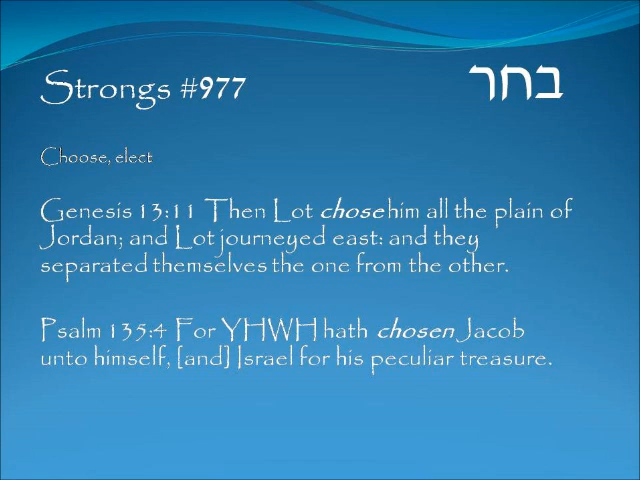 Strongs #977 בחר
Choose, elect
Genesis 13:11 Then Lot chose him all the plain of
Jordan; and Lot journeyed east: and they
separated themselves the one from the other.
Psalm 135:4 For YHWH hath chosen Jacob
unto himself, [and] Israel for his peculiar treasure.